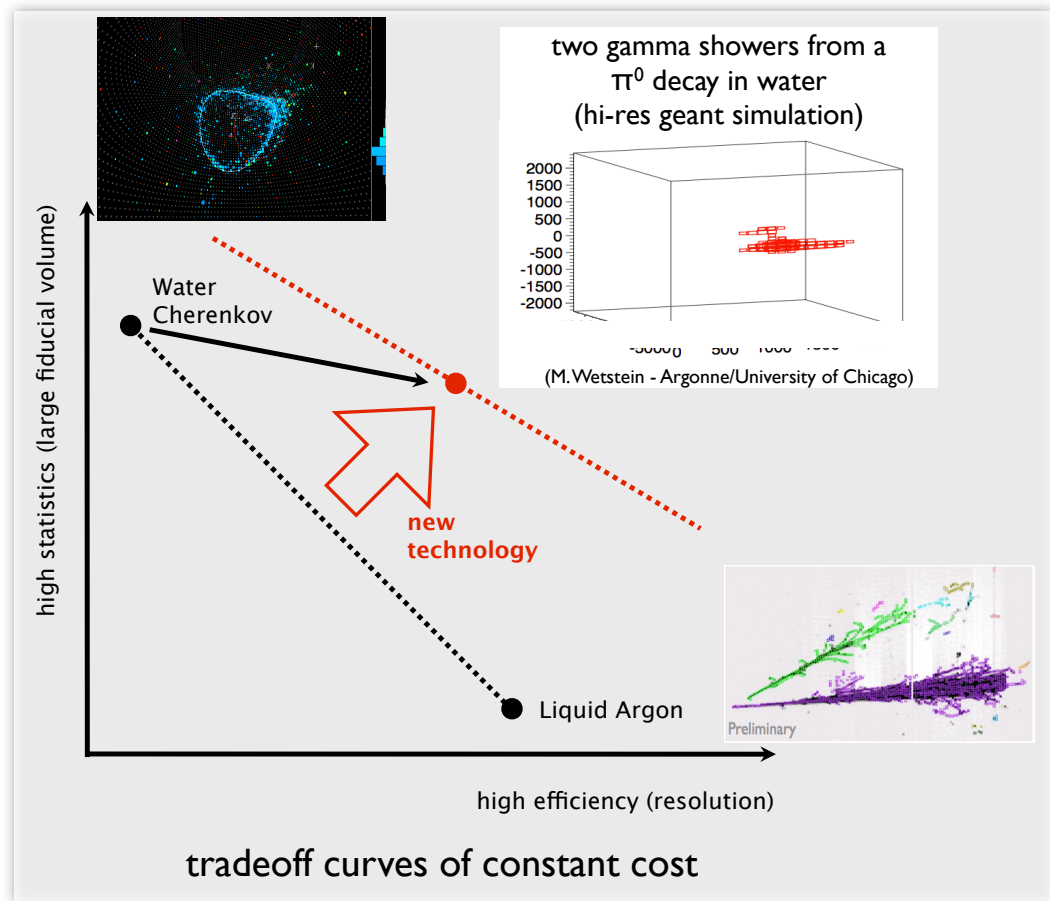 two gamma showers from a
π⁰ decay in water
(hi-res geant simulation)
2000
1500
1000
500
0
-500
-1000
-1500
-2000
0
500
1000
(M. Wetstein - Argonne/University of Chicago)
high statistics (large fiducial volume)
Water
Cherenkov
new
technology
Liquid Argon
Preliminary
high efficiency (resolution)
tradeoff curves of constant cost